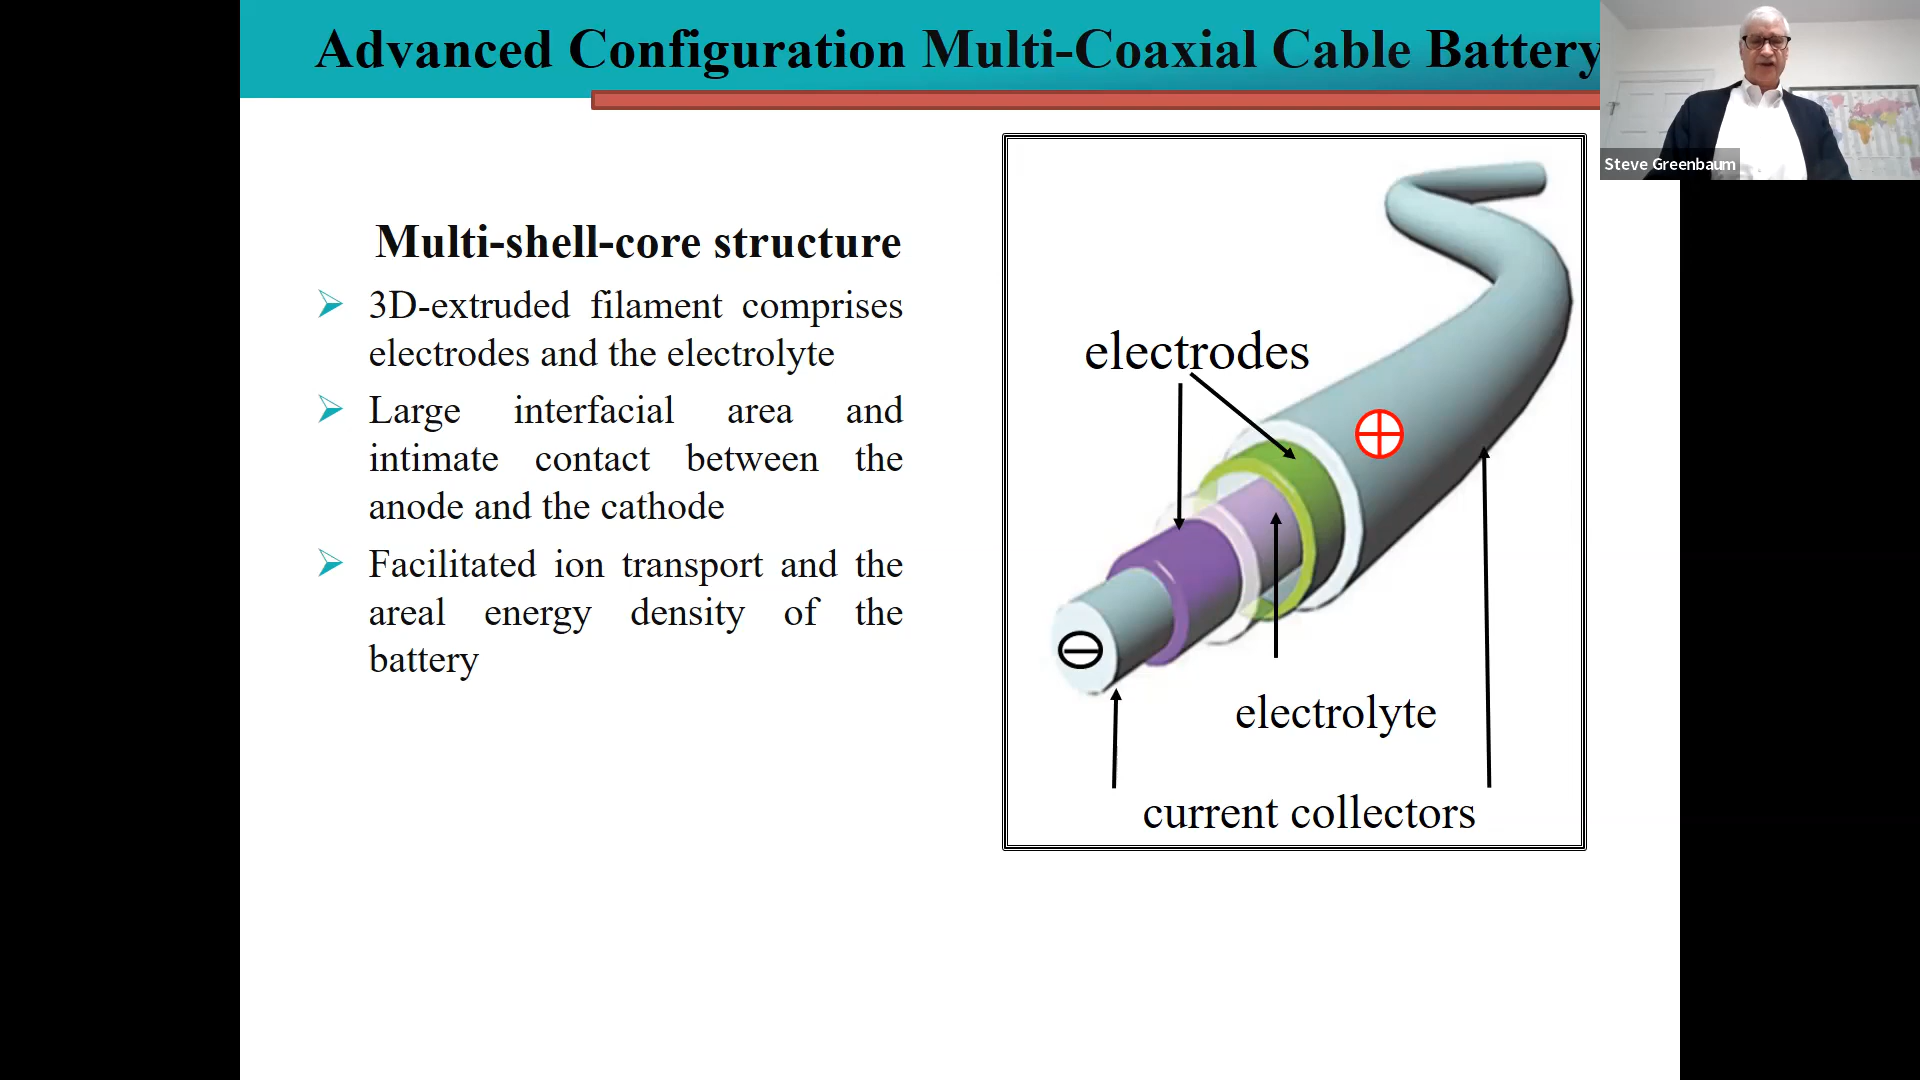 Advanced Configuration Multi-Coaxial Cable Battery
Steve Greenbaum
Multi-shell-core structure
3D-extruded filament comprises
electrodes and the electrolyte
Large interfacial area and
intimate contact between the
anode and the cathode
Facilitated ion transport and the
areal energy density of the
battery
electrodes
electrolyte
current collectors